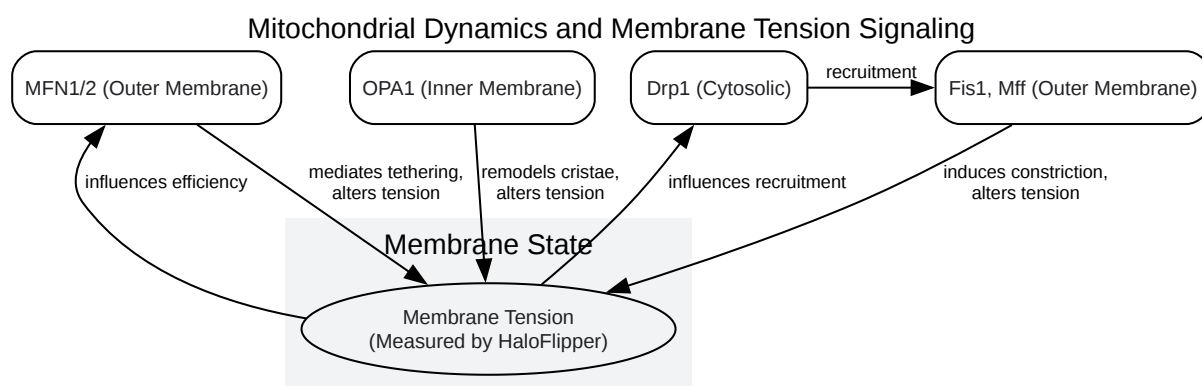 Mitochondrial Dynamics and Membrane Tension Signaling
MFN1/2 (Outer Membrane)
OPA1 (Inner Membrane)
Drp1 (Cytosolic)
recruitment
Fis1, Mff (Outer Membrane)
influences efficiency
mediates tethering,
alters tension
remodels cristae,
alters tension
influences recruitment
induces constriction,
alters tension
Membrane State
Membrane Tension
(Measured by HaloFlipper)